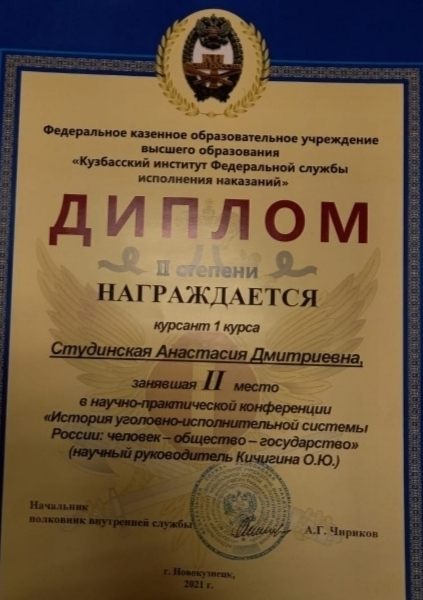 Федеральное казенное образовательное учреждение
высшего образования
«Кузбасский институт Федеральной службы
исполнения наказаний»
ДИПЛОМ
II степени
НАГРАЖДАЕТСЯ
курсант 1 курса
Студинская Анастасия Дмитриевна,
занявшая II место
в научно-практической конференции
«История уголовно-исполнительной системы
России: человек – общество – государство»
(научный руководитель Кичигина О.Ю.)
Начальник
полковник внутренней службы А.Г. Чириков
г. Новокузнецк,
2021 г.